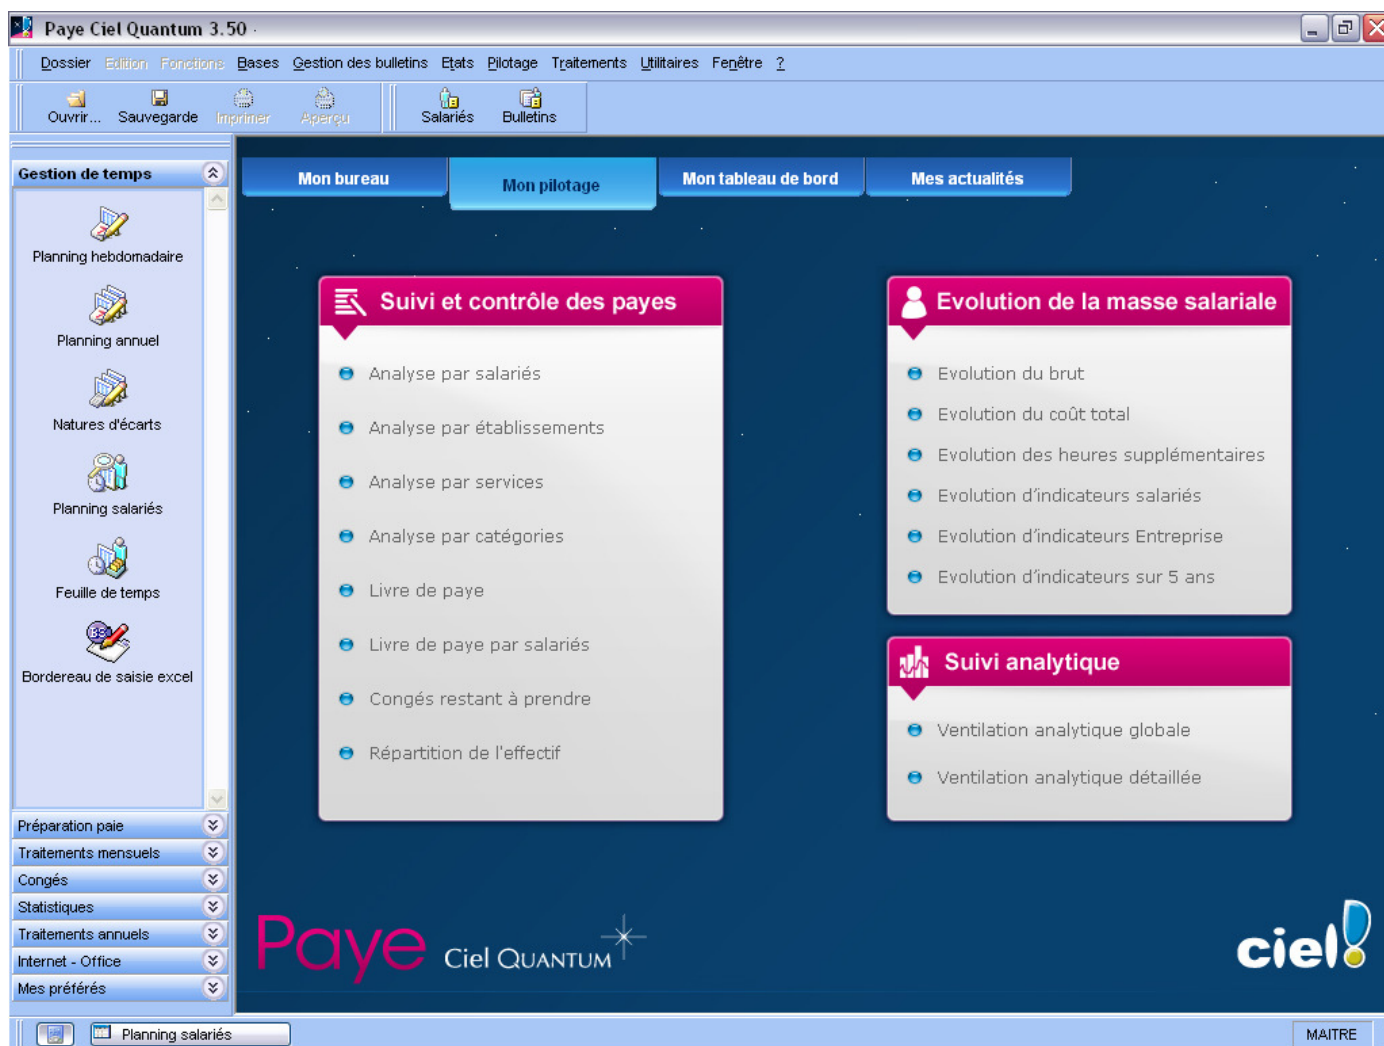 Paye Ciel Quantum 3.50 -
Dossier Edition Fonctions Bases Gestion des bulletins Etats Pilotage Traitements Utilitaires Fenêtre ?
Ouvrir... Sauvegarde Imprimer Aperçu Salariés Bulletins
Gestion de temps
Planning hebdomadaire
Planning annuel
Natures d'écarts
Planning salariés
Feuille de temps
BS
Bordereau de saisie excel
Préparation paie
Traitements mensuels
Congés
Statistiques
Traitements annuels
Internet - Office
Mes préférés
Mon bureau
Mon pilotage
Mon tableau de bord
Mes actualités
Suivi et contrôle des payes
Analyse par salariés
Analyse par établissements
Analyse par services
Analyse par catégories
Livre de paye
Livre de paye par salariés
Congés restant à prendre
Répartition de l'effectif
Evolution de la masse salariale
Evolution du brut
Evolution du coût total
Evolution des heures supplémentaires
Evolution d'indicateurs salariés
Evolution d'indicateurs Entreprise
Evolution d'indicateurs sur 5 ans
Suivi analytique
Ventilation analytique globale
Ventilation analytique détaillée
Paye Ciel QUANTUM
ciel!
Planning salariés
MAITRE